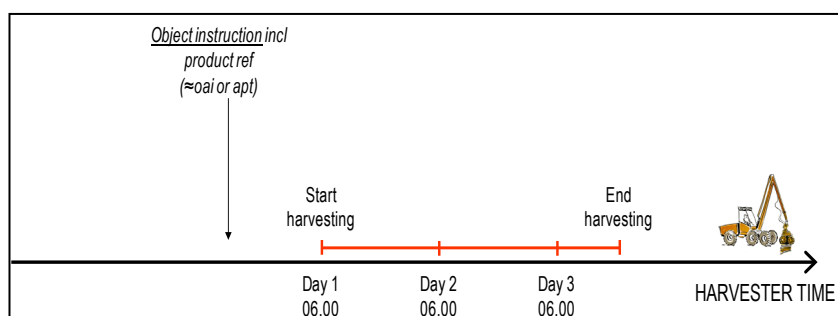 Object instruction incl
product ref
(≈oai or apt)
Start
harvesting
End
harvesting
Day 1
06.00
Day 2
06.00
Day 3
06.00
HARVESTER TIME